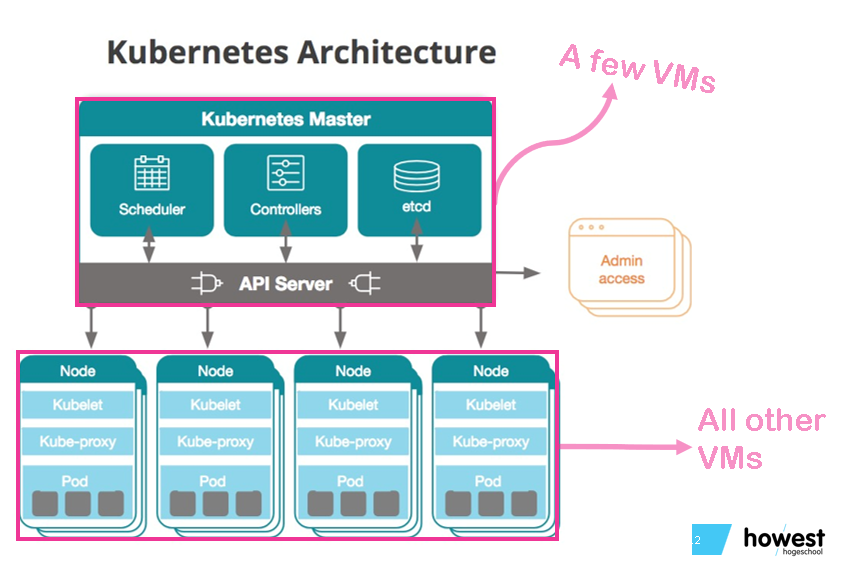 Kubernetes Architecture
A few VMs
Kubernetes Master
Scheduler
Controllers
etcd
API Server
Admin
access
Node
Kubelet
Kube-proxy
Pod
Node
Kubelet
Kube-proxy
Pod
Node
Kubelet
Kube-proxy
Pod
Node
Kubelet
Kube-proxy
Pod
All other
VMs
.2
howest
hogeschool